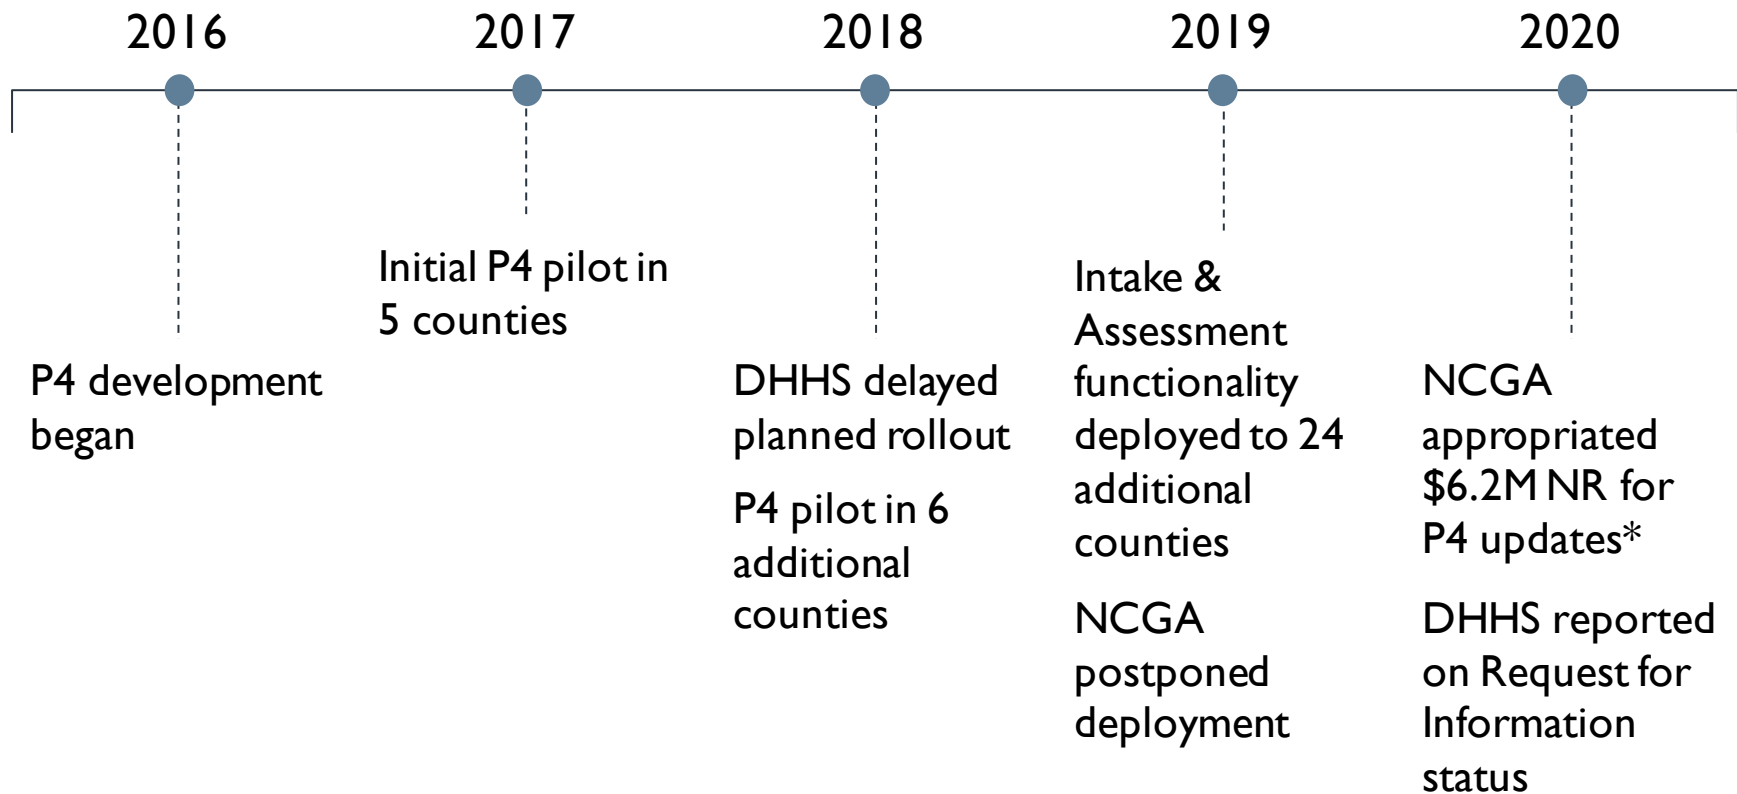 2016
2017
2018
2019
2020
P4 development
began
Initial P4 pilot in
5 counties
DHHS delayed
planned rollout
P4 pilot in 6
additional
counties
Intake &
Assessment
functionality
deployed to 24
additional
counties
NCGA
postponed
deployment
NCGA
appropriated
$6.2M NR for
P4 updates*
DHHS reported
on Request for
Information
status